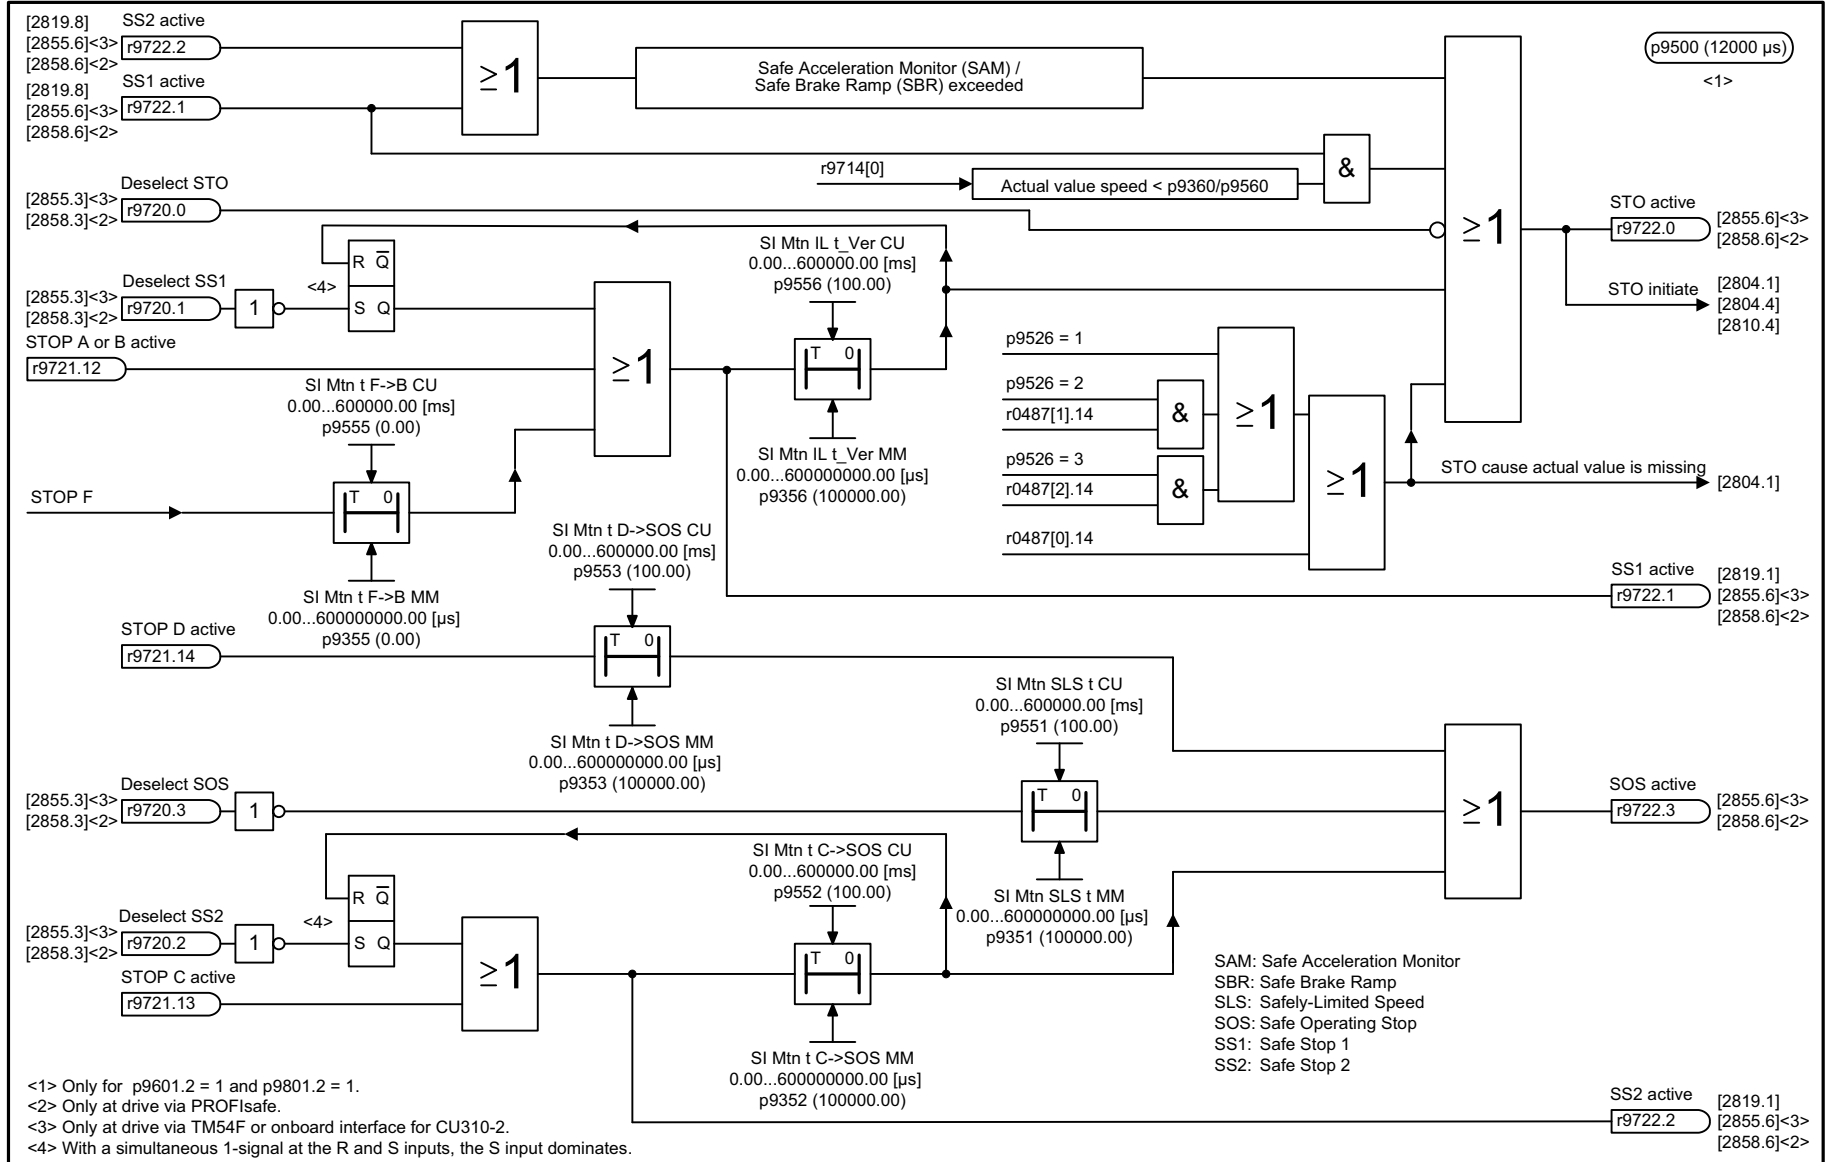 [2819.8]
[2855.6]<3>
[2858.6]<2>
SS2 active
r9722.2
[2819.8]
[2855.6]<3>
[2858.6]<2>
SS1 active
r9722.1
≥1
Safe Acceleration Monitor (SAM) /
Safe Brake Ramp (SBR) exceeded
p9500 (12000 µs)
<1>
r9714[0]
Actual value speed < p9360/p9560
&
≥1
[2855.3]<3>
[2858.3]<2>
Deselect STO
r9720.0
STO active
r9722.0
[2855.6]<3>
[2858.6]<2>
STO initiate
[2804.1]
[2804.4]
[2810.4]
[2855.3]<3>
[2858.3]<2>
Deselect SS1
r9720.1
1
<4>
R Q̅
S Q
STOP A or B active
r9721.12
≥1
SI Mtn IL t_Ver CU
0.00...600000.00 [ms]
p9556 (100.00)
T 0
SI Mtn IL t_Ver MM
0.00...600000000.00 [µs]
p9356 (100000.00)
SI Mtn t F->B CU
0.00...600000.00 [ms]
p9555 (0.00)
STOP F
T 0
SI Mtn t F->B MM
0.00...600000000.00 [µs]
p9355 (0.00)
p9526 = 1
p9526 = 2
r0487[1].14
&
p9526 = 3
r0487[2].14
&
≥1
r0487[0].14
≥1
STO cause actual value is missing
[2804.1]
SS1 active
r9722.1
[2819.1]
[2855.6]<3>
[2858.6]<2>
SI Mtn t D->SOS CU
0.00...600000.00 [ms]
p9553 (100.00)
STOP D active
r9721.14
T 0
SI Mtn t D->SOS MM
0.00...600000000.00 [µs]
p9353 (100000.00)
SI Mtn SLS t CU
0.00...600000.00 [ms]
p9551 (100.00)
[2855.3]<3>
[2858.3]<2>
Deselect SOS
r9720.3
1
T 0
SI Mtn SLS t MM
0.00...600000000.00 [µs]
p9351 (100000.00)
≥1
SOS active
r9722.3
[2855.6]<3>
[2858.6]<2>
SI Mtn t C->SOS CU
0.00...600000.00 [ms]
p9552 (100.00)
[2855.3]<3>
[2858.3]<2>
Deselect SS2
r9720.2
1
<4>
R Q̅
S Q
STOP C active
r9721.13
≥1
T 0
SI Mtn t C->SOS MM
0.00...600000000.00 [µs]
p9352 (100000.00)
SAM: Safe Acceleration Monitor
SBR: Safe Brake Ramp
SLS: Safely-Limited Speed
SOS: Safe Operating Stop
SS1: Safe Stop 1
SS2: Safe Stop 2
SS2 active
r9722.2
[2819.1]
[2855.6]<3>
[2858.6]<2>
<1> Only for p9601.2 = 1 and p9801.2 = 1.
<2> Only at drive via PROFIsafe.
<3> Only at drive via TM54F or onboard interface for CU310-2.
<4> With a simultaneous 1-signal at the R and S inputs, the S input dominates.